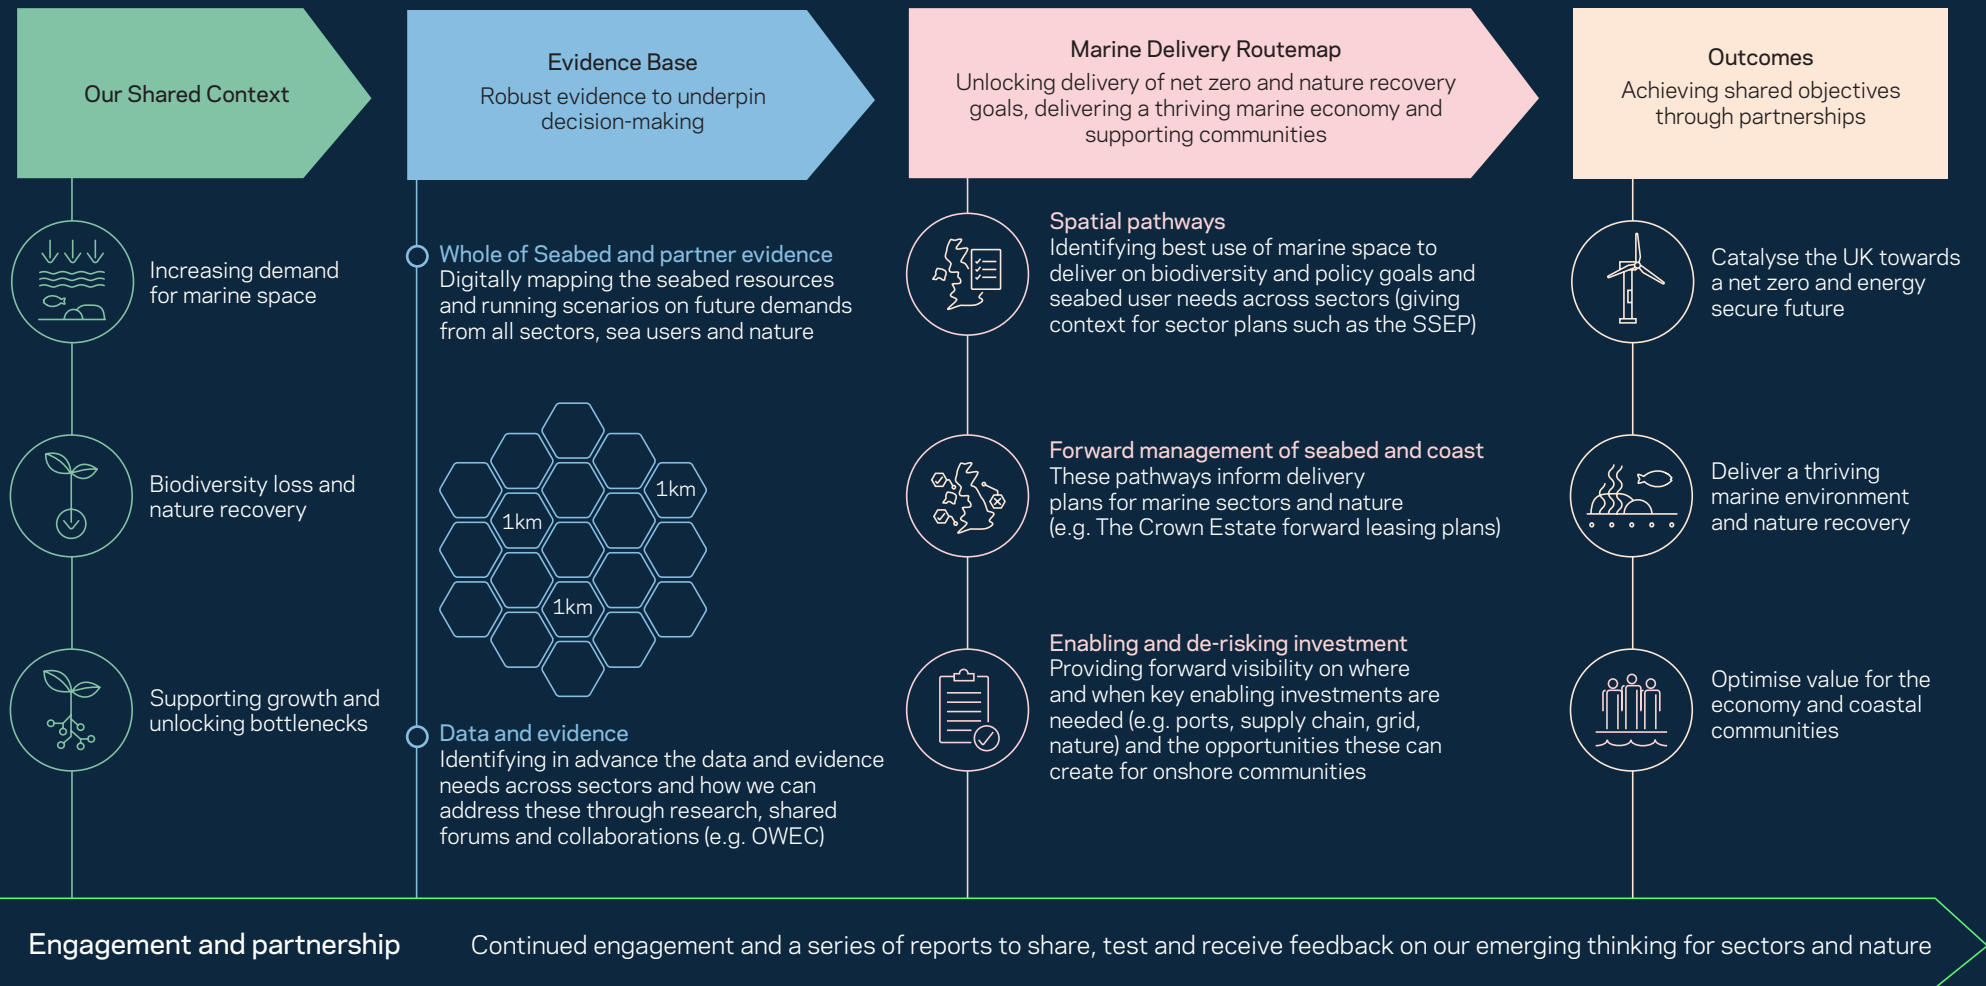 Our Shared Context
Increasing demand
for marine space
Biodiversity loss and
nature recovery
Supporting growth and
unlocking bottlenecks
Evidence Base
Robust evidence to underpin
decision-making
Whole of Seabed and partner evidence
Digitally mapping the seabed resources
and running scenarios on future demands
from all sectors, sea users and nature
1km
1km
1km
Data and evidence
Identifying in advance the data and evidence
needs across sectors and how we can
address these through research, shared
forums and collaborations (e.g. OWEC)
Marine Delivery Routemap
Unlocking delivery of net zero and nature recovery
goals, delivering a thriving marine economy and
supporting communities
Spatial pathways
Identifying best use of marine space to
deliver on biodiversity and policy goals and
seabed user needs across sectors (giving
context for sector plans such as the SSEP)
Forward management of seabed and coast
These pathways inform delivery
plans for marine sectors and nature
(e.g. The Crown Estate forward leasing plans)
Enabling and de-risking investment
Providing forward visibility on where
and when key enabling investments are
needed (e.g. ports, supply chain, grid,
nature) and the opportunities these can
create for onshore communities
Outcomes
Achieving shared objectives
through partnerships
Catalyse the UK towards
a net zero and energy
secure future
Deliver a thriving
marine environment
and nature recovery
Optimise value for the
economy and coastal
communities
Engagement and partnership
Continued engagement and a series of reports to share, test and receive feedback on our emerging thinking for sectors and nature